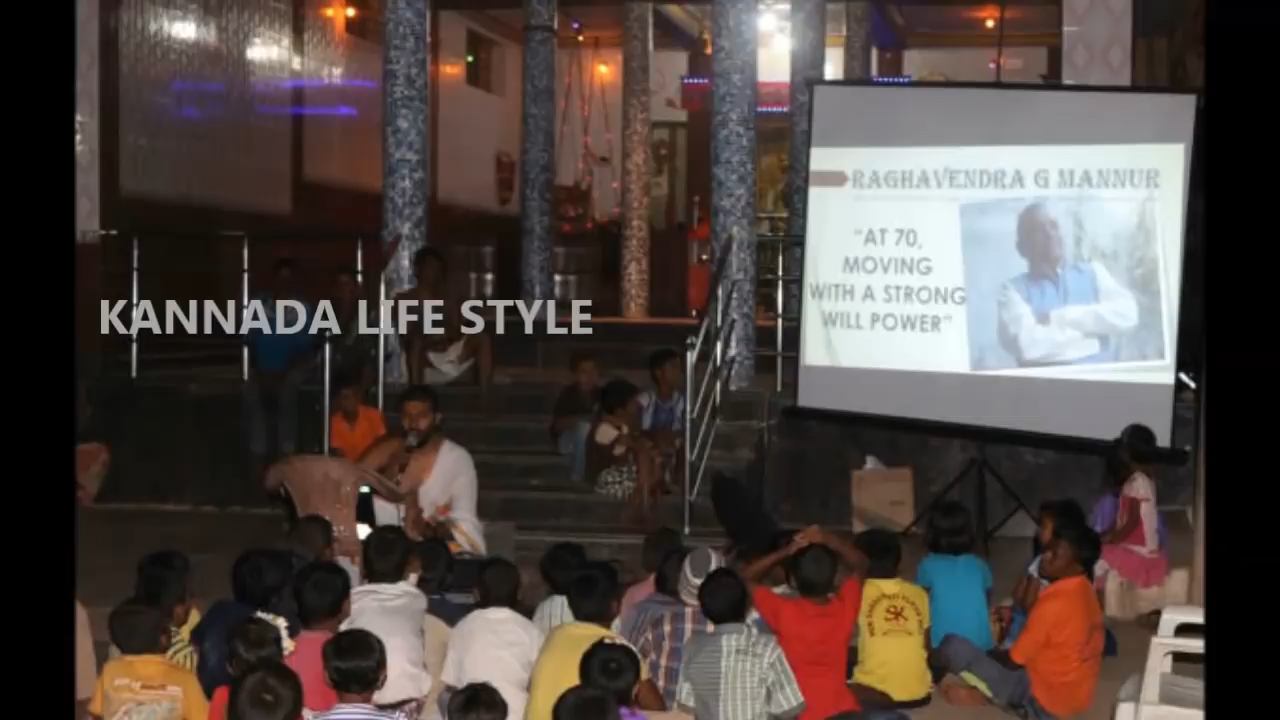 RAGHAVENDRA G MANNUR
"AT 70,
MOVING
WITH A STRONG
WILL POWER"
KANNADA LIFE STYLE
SK